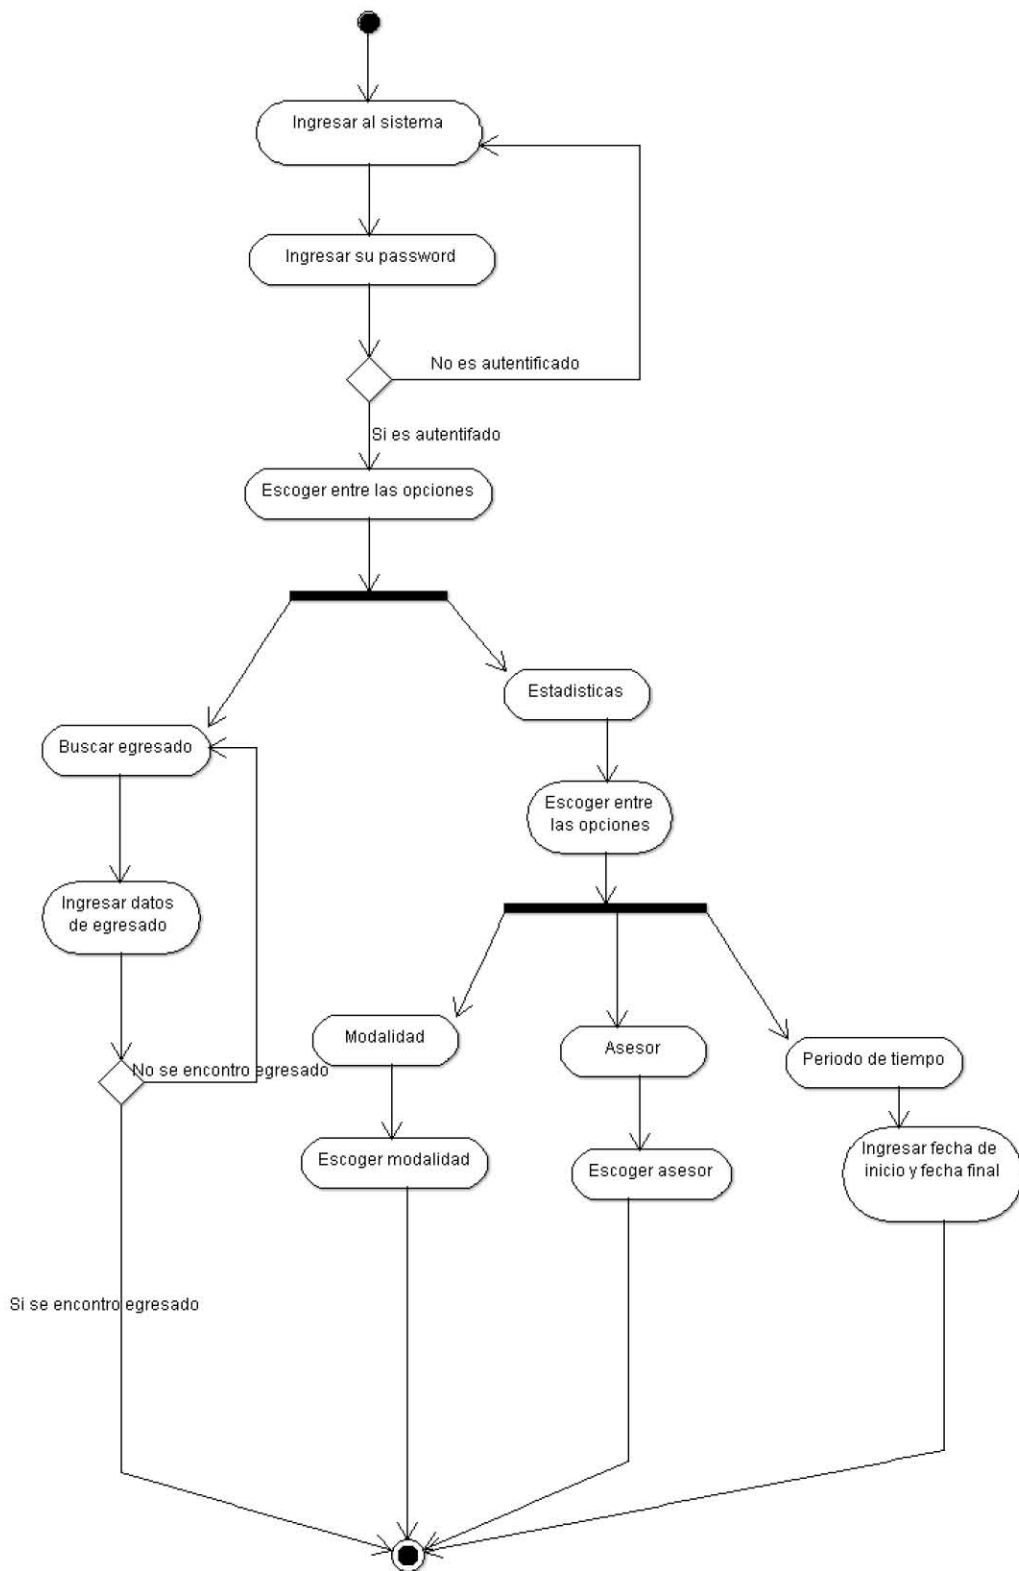 Ingresar al sistema
Ingresar su password
No es autentificado
Si es autentifado
Escoger entre las opciones
Estadisticas
Buscar egresado
Escoger entre
las opciones
Ingresar datos
de egresado
Modalidad
Asesor
Periodo de tiempo
No se encontro egresado
Escoger modalidad
Escoger asesor
Ingresar fecha de
inicio y fecha final
Si se encontro egresado